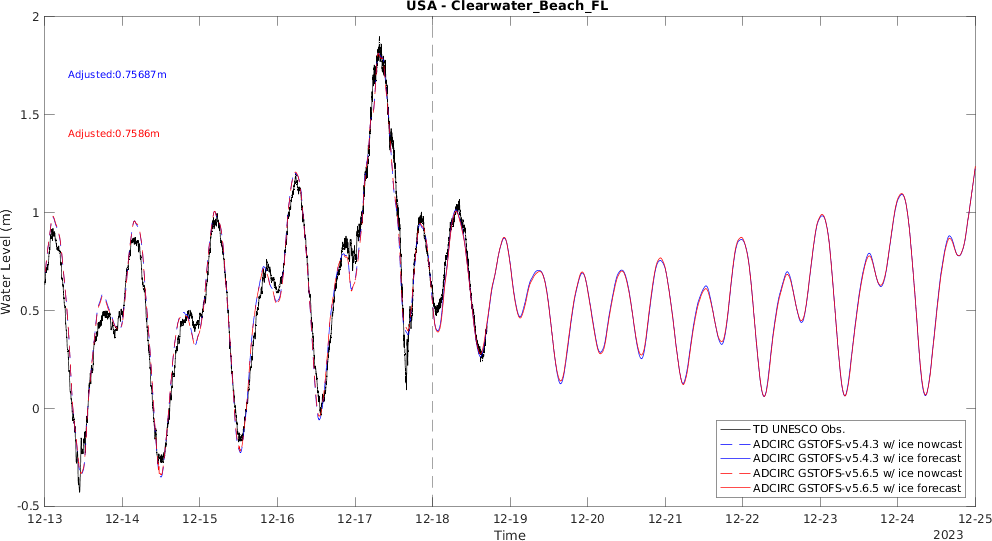 USA - Clearwater_Beach_FL
2
Adjusted:0.75687m
1.5
Adjusted:0.7586m
1
Water Level (m)
0.5
0
-0.5
TD UNESCO Obs.
ADCIRC GSTOFS-v5.4.3 w/ ice nowcast
ADCIRC GSTOFS-v5.4.3 w/ ice forecast
ADCIRC GSTOFS-v5.6.5 w/ ice nowcast
ADCIRC GSTOFS-v5.6.5 w/ ice forecast
12-13 12-14 12-15 12-16 12-17 12-18 12-19 12-20 12-21 12-22 12-23 12-24 12-25
Time
2023